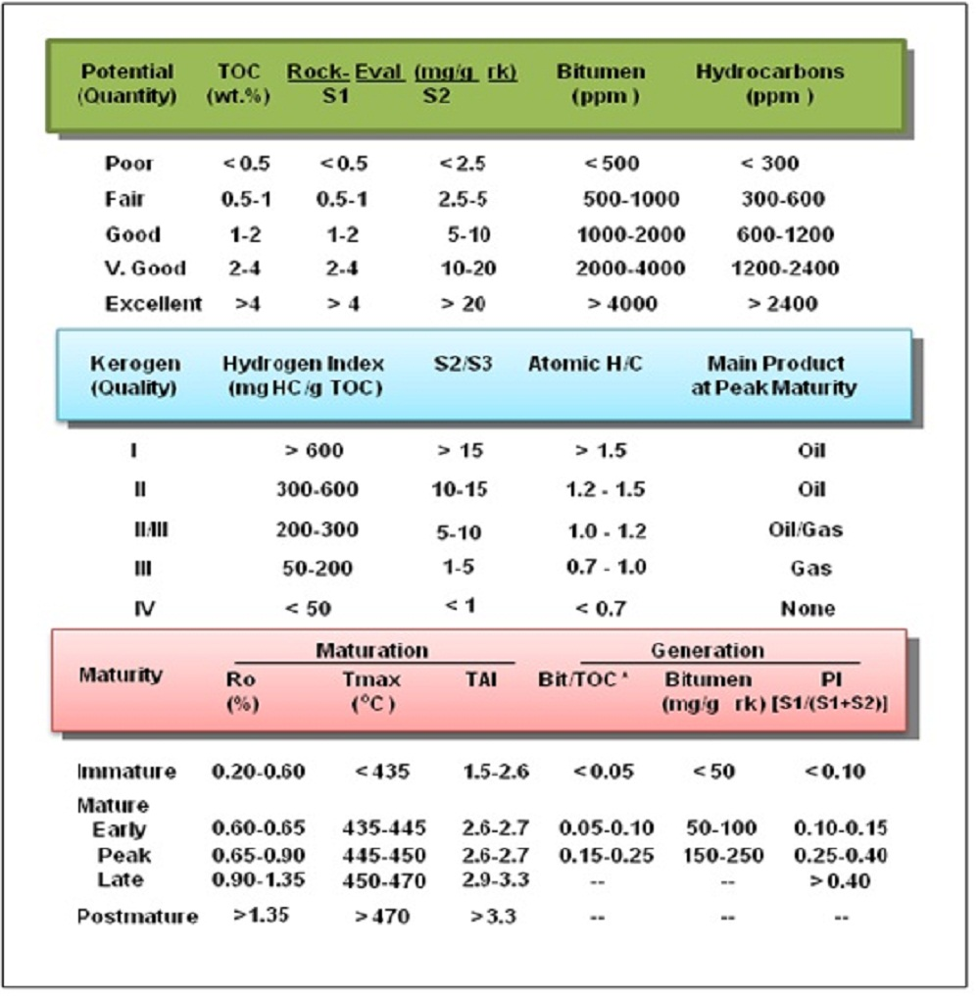 Potential TOC Rock- Eval (mg/g rk) Bitumen Hydrocarbons
(Quantity) (wt.%) S1 S2 (ppm ) (ppm )
Poor < 0.5 < 0.5 < 2.5 < 500 < 300
Fair 0.5-1 0.5-1 2.5-5 500-1000 300-600
Good 1-2 1-2 5-10 1000-2000 600-1200
V. Good 2-4 2-4 10-20 2000-4000 1200-2400
Excellent >4 > 4 > 20 > 4000 > 2400
Kerogen Hydrogen Index S2/S3 Atomic H/C Main Product
(Quality) (mg HC/g TOC) at Peak Maturity
I > 600 > 15 > 1.5 Oil
II 300-600 10-15 1.2 - 1.5 Oil
II/III 200-300 5-10 1.0 - 1.2 Oil/Gas
III 50-200 1-5 0.7 - 1.0 Gas
IV < 50 < 1 < 0.7 None
Maturation Generation
Maturity Ro Tmax TAI Bit/TOC * Bitumen PI
(%) (°C ) (mg/g rk) [S1/(S1+S2)]
Immature 0.20-0.60 < 435 1.5-2.6 < 0.05 < 50 < 0.10
Mature
Early 0.60-0.65 435-445 2.6-2.7 0.05-0.10 50-100 0.10-0.15
Peak 0.65-0.90 445-450 2.6-2.7 0.15-0.25 150-250 0.25-0.40
Late 0.90-1.35 450-470 2.9-3.3 -- -- > 0.40
Postmature >1.35 > 470 >3.3 -- -- --